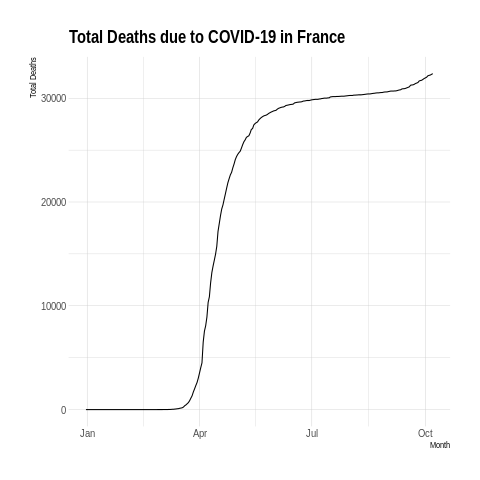 Total Deaths due to COVID-19 in France
Total Deaths
30000
20000
10000
0
Jan Apr Jul Oct
Month